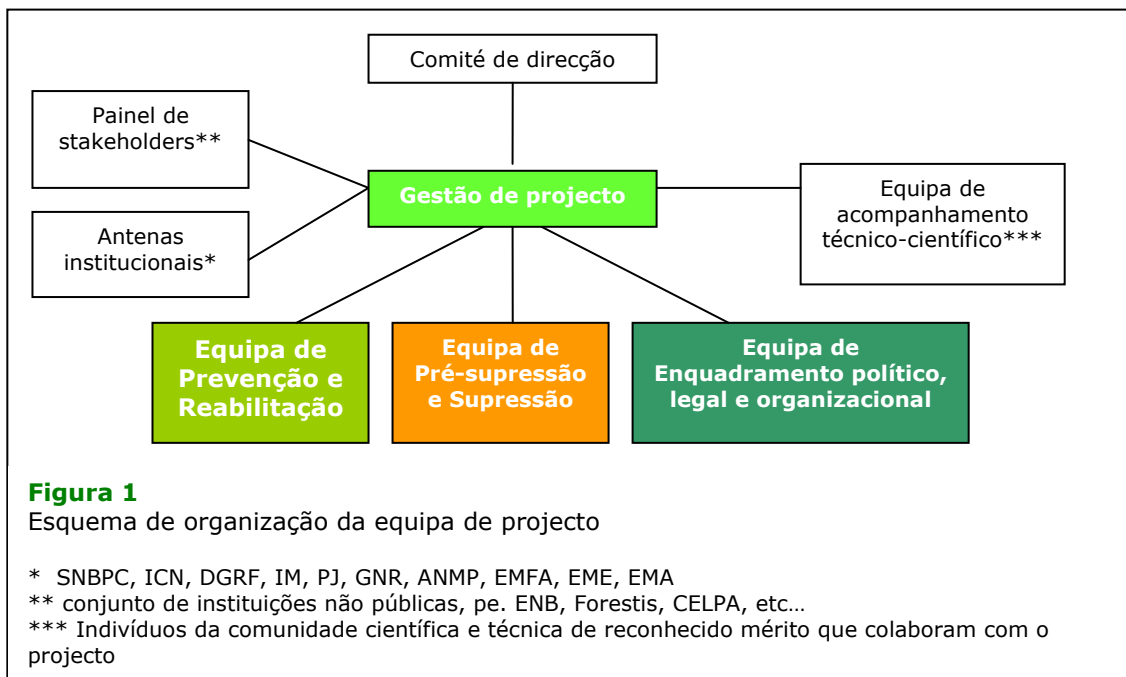 Comité de direcção
Painel de
stakeholders**
Gestão de projecto
Equipa de
acompanhamento
técnico-científico***
Antenas
institucionais*
Equipa de
Prevenção e
Reabilitação
Equipa de
Pré-supressão
e Supressão
Equipa de
Enquadramento político,
legal e organizacional
Figura 1
Esquema de organização da equipa de projecto
* SNBPC, ICN, DGRF, IM, PJ, GNR, ANMP, EMFA, EME, EMA
** conjunto de instituições não públicas, pe. ENB, Forestis, CELPA, etc…
*** Indivíduos da comunidade científica e técnica de reconhecido mérito que colaboram com o
projecto